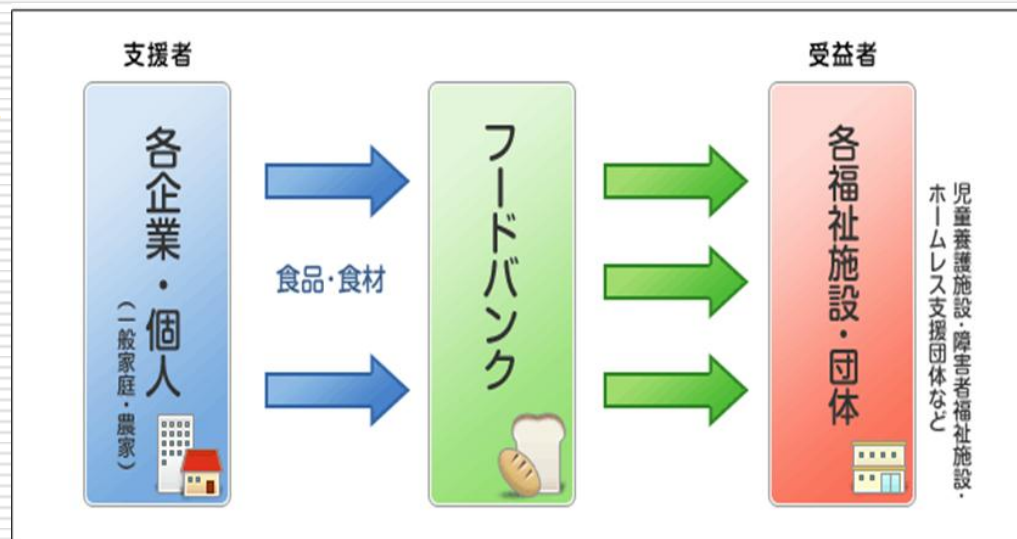 支援者
受益者
各企業・個人
(一般家庭・農家)
食品・食材
フードバンク
各福祉施設・団体
児童養護施設・障害者福祉施設・
ホームレス支援団体など